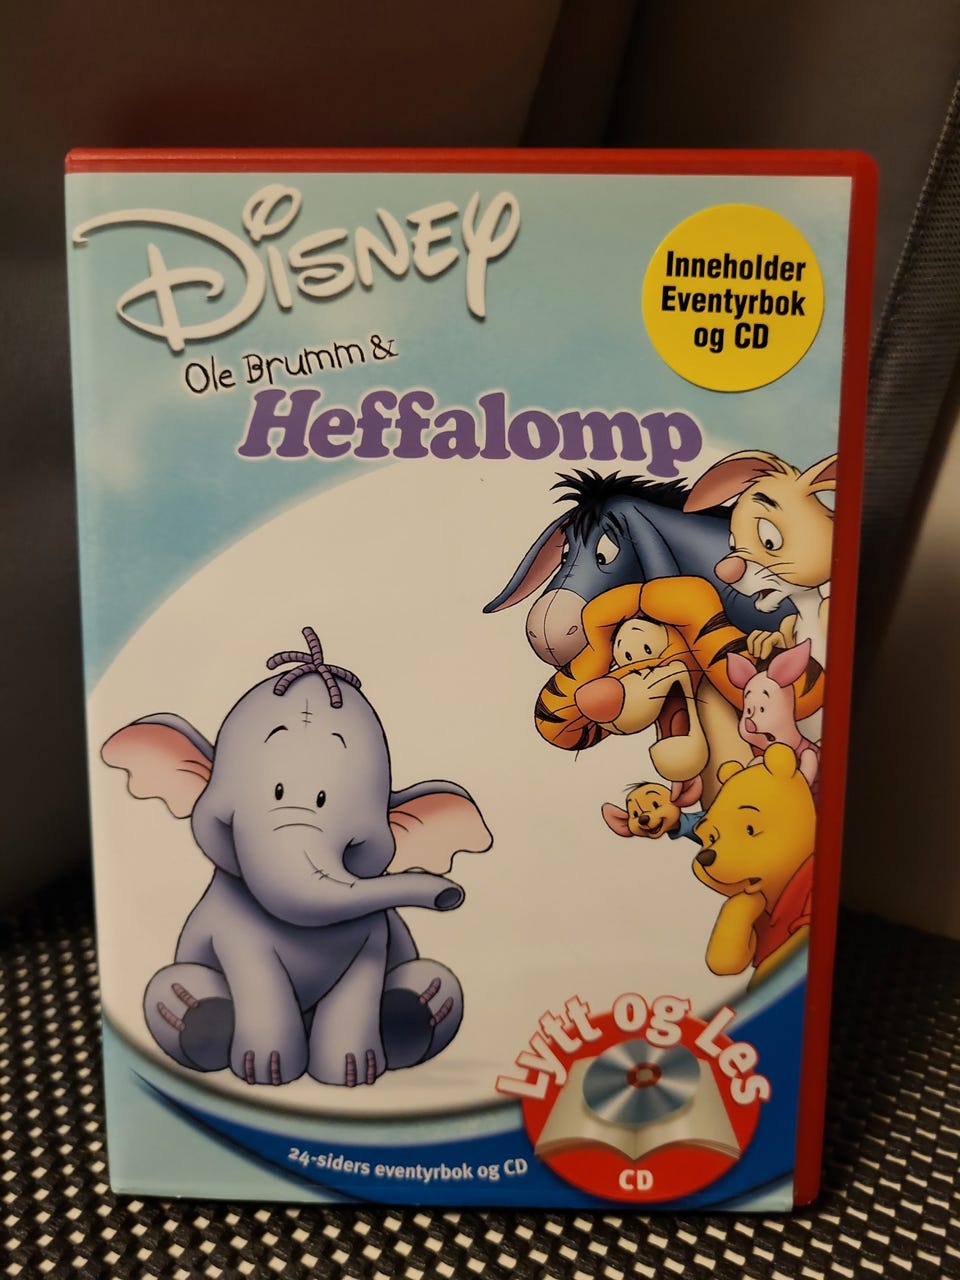 Disney
Ole Brumm &
Heffalomp
Inneholder
Eventyrbok
og CD
Lytt og Les
CD
24-siders eventyrbok og CD